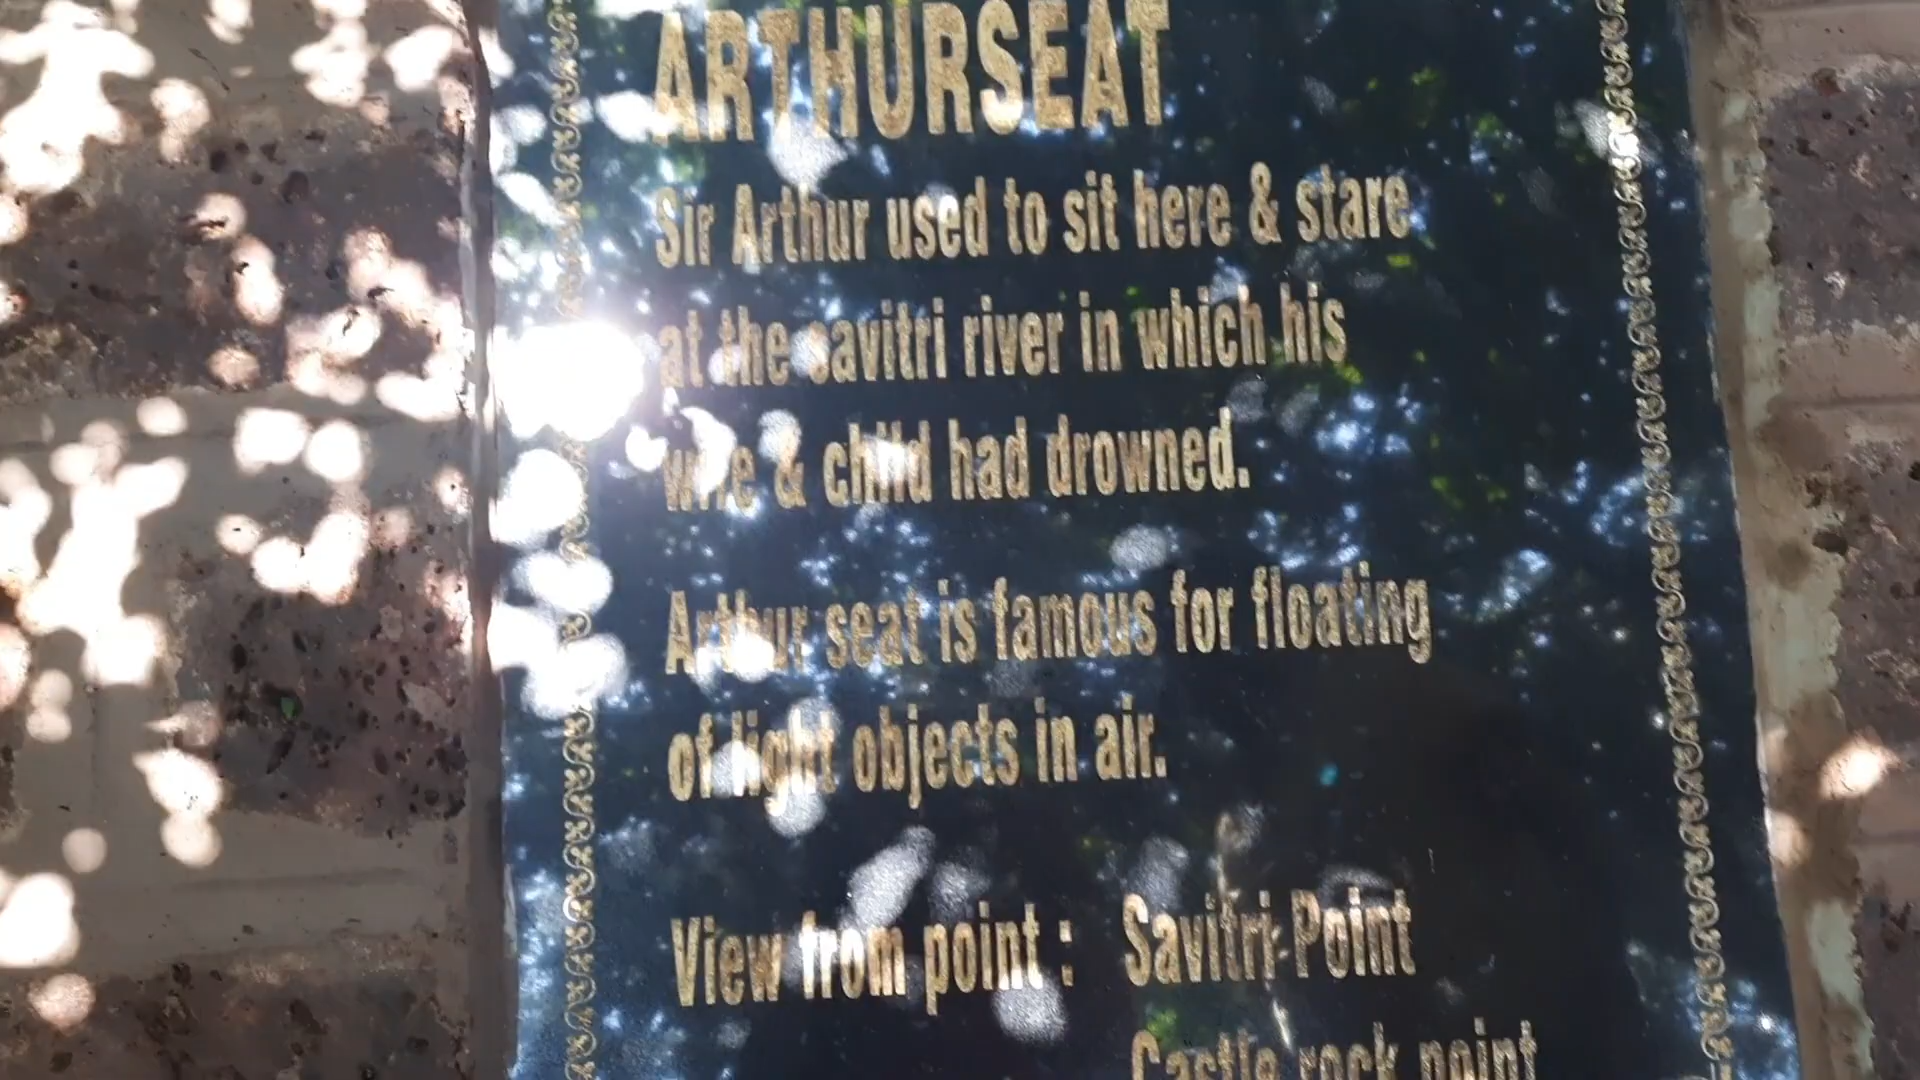 ARTHURSEAT
Sir Arthur used to sit here & stare
at the savitri river in which his
wife & child had drowned.
Arthur seat is famous for floating
of light objects in air.
View from point : Savitri Point
Castle rock point